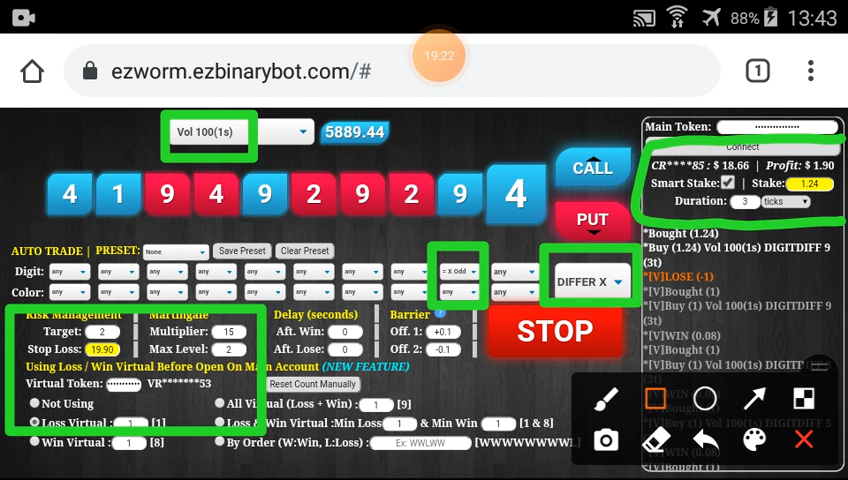 88% 13:43
19:22
ezworm.ezbinarybot.com/# 1
Vol 100(1s) 5889.44
4 1 9 4 9 2 9 2 9 4
CALL
PUT
AUTO TRADE | PRESET: None Save Preset Clear Preset
Digit: any any any any any any any any = X Odd any
Color: any any any any any any any any any any
DIFFER X
STOP
Risk Management Martingale Delay (seconds) Barrier ?
Target: 2 Multiplier: 15 Aft. Win: 0 Off. 1: +0.1
Stop Loss: 19.90 Max Level: 2 Aft. Lose: 0 Off. 2: -0.1
Using Loss / Win Virtual Before Open On Main Account (NEW FEATURE)
Virtual Token: VR*******53 Reset Count Manually
Not Using All Virtual (Loss + Win) : 1 [9]
Loss Virtual : 1 [1] Loss & Win Virtual :Min Loss 1 & Min Win 1 [1 & 8]
Win Virtual : 1 [8] By Order (W:Win, L:Loss) : Ex: WWLWW [WWWWWWWWL]
Main Token:
Connect
CR****85 : $ 18.66 | Profit: $ 1.90
Smart Stake: | Stake: 1.24
Duration: 3 ticks
*Bought (1.24)
*Buy (1.24) Vol 100(1s) DIGITDIFF 9
(3t)
*[V]LOSE (-1)
*[V]Bought (1)
*[V]Buy (1) Vol 100(1s) DIGITDIFF 9
(3t)
*[V]WIN (0.08)
*[V]Bought (1)
*[V]Buy (1) Vol 100(1s)